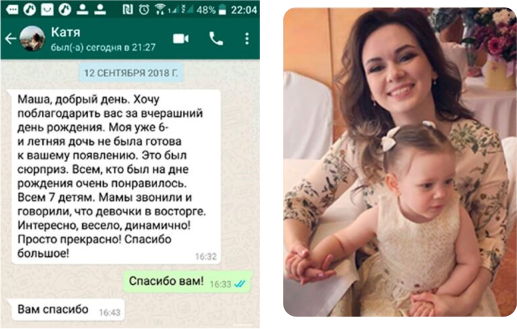 48% 22:04
Катя
был(-а) сегодня в 21:27
12 СЕНТЯБРЯ 2018 Г.
Маша, добрый день. Хочу
поблагодарить вас за вчерашний
день рождения. Моя уже 6-
и летняя дочь не была готова
к вашему появлению. Это был
сюрприз. Всем, кто был на дне
рождения очень понравилось.
Всем 7 детям. Мамы звонили и
говорили, что девочки в восторге.
Интересно, весело, динамично!
Просто прекрасно! Спасибо
большое!
16:32
Спасибо вам! 16:33
Вам спасибо 16:43